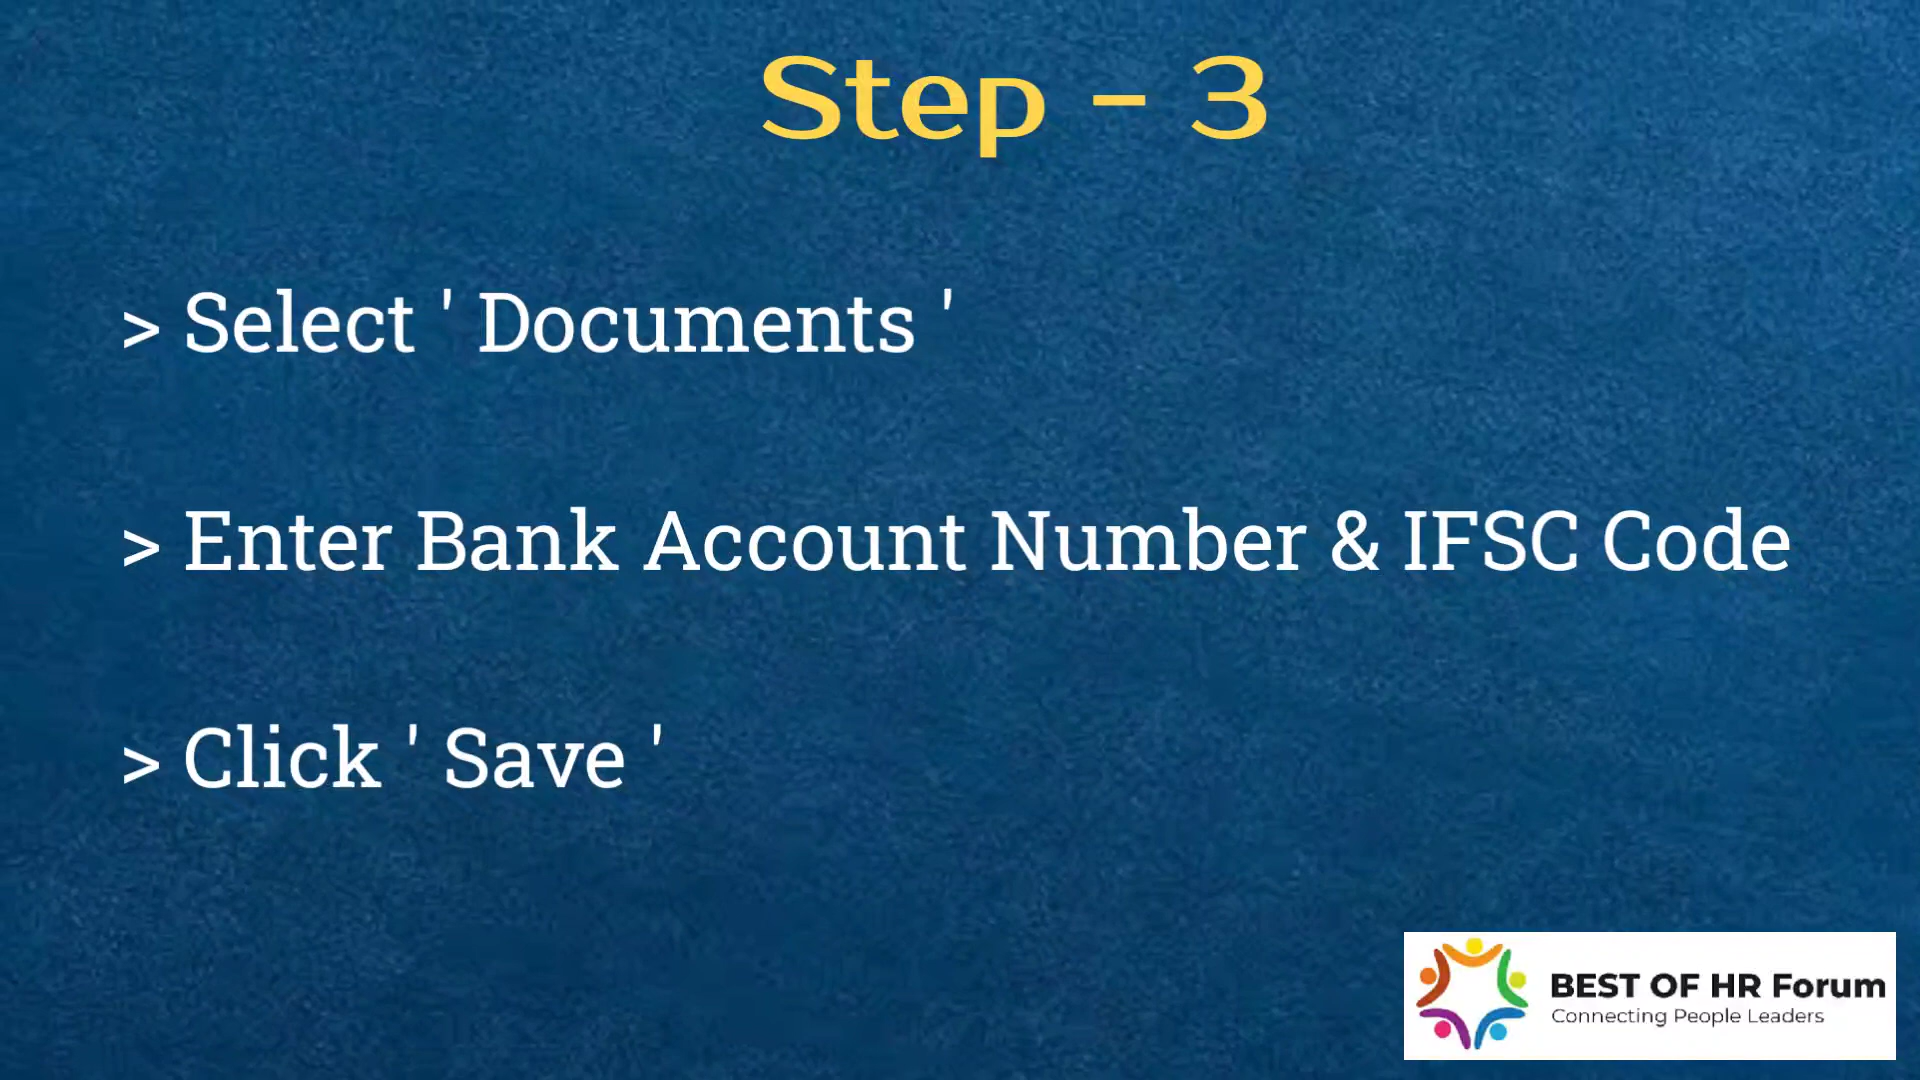 Step - 3
> Select ' Documents '
> Enter Bank Account Number & IFSC Code
> Click ' Save '
BEST OF HR Forum
Connecting People Leaders